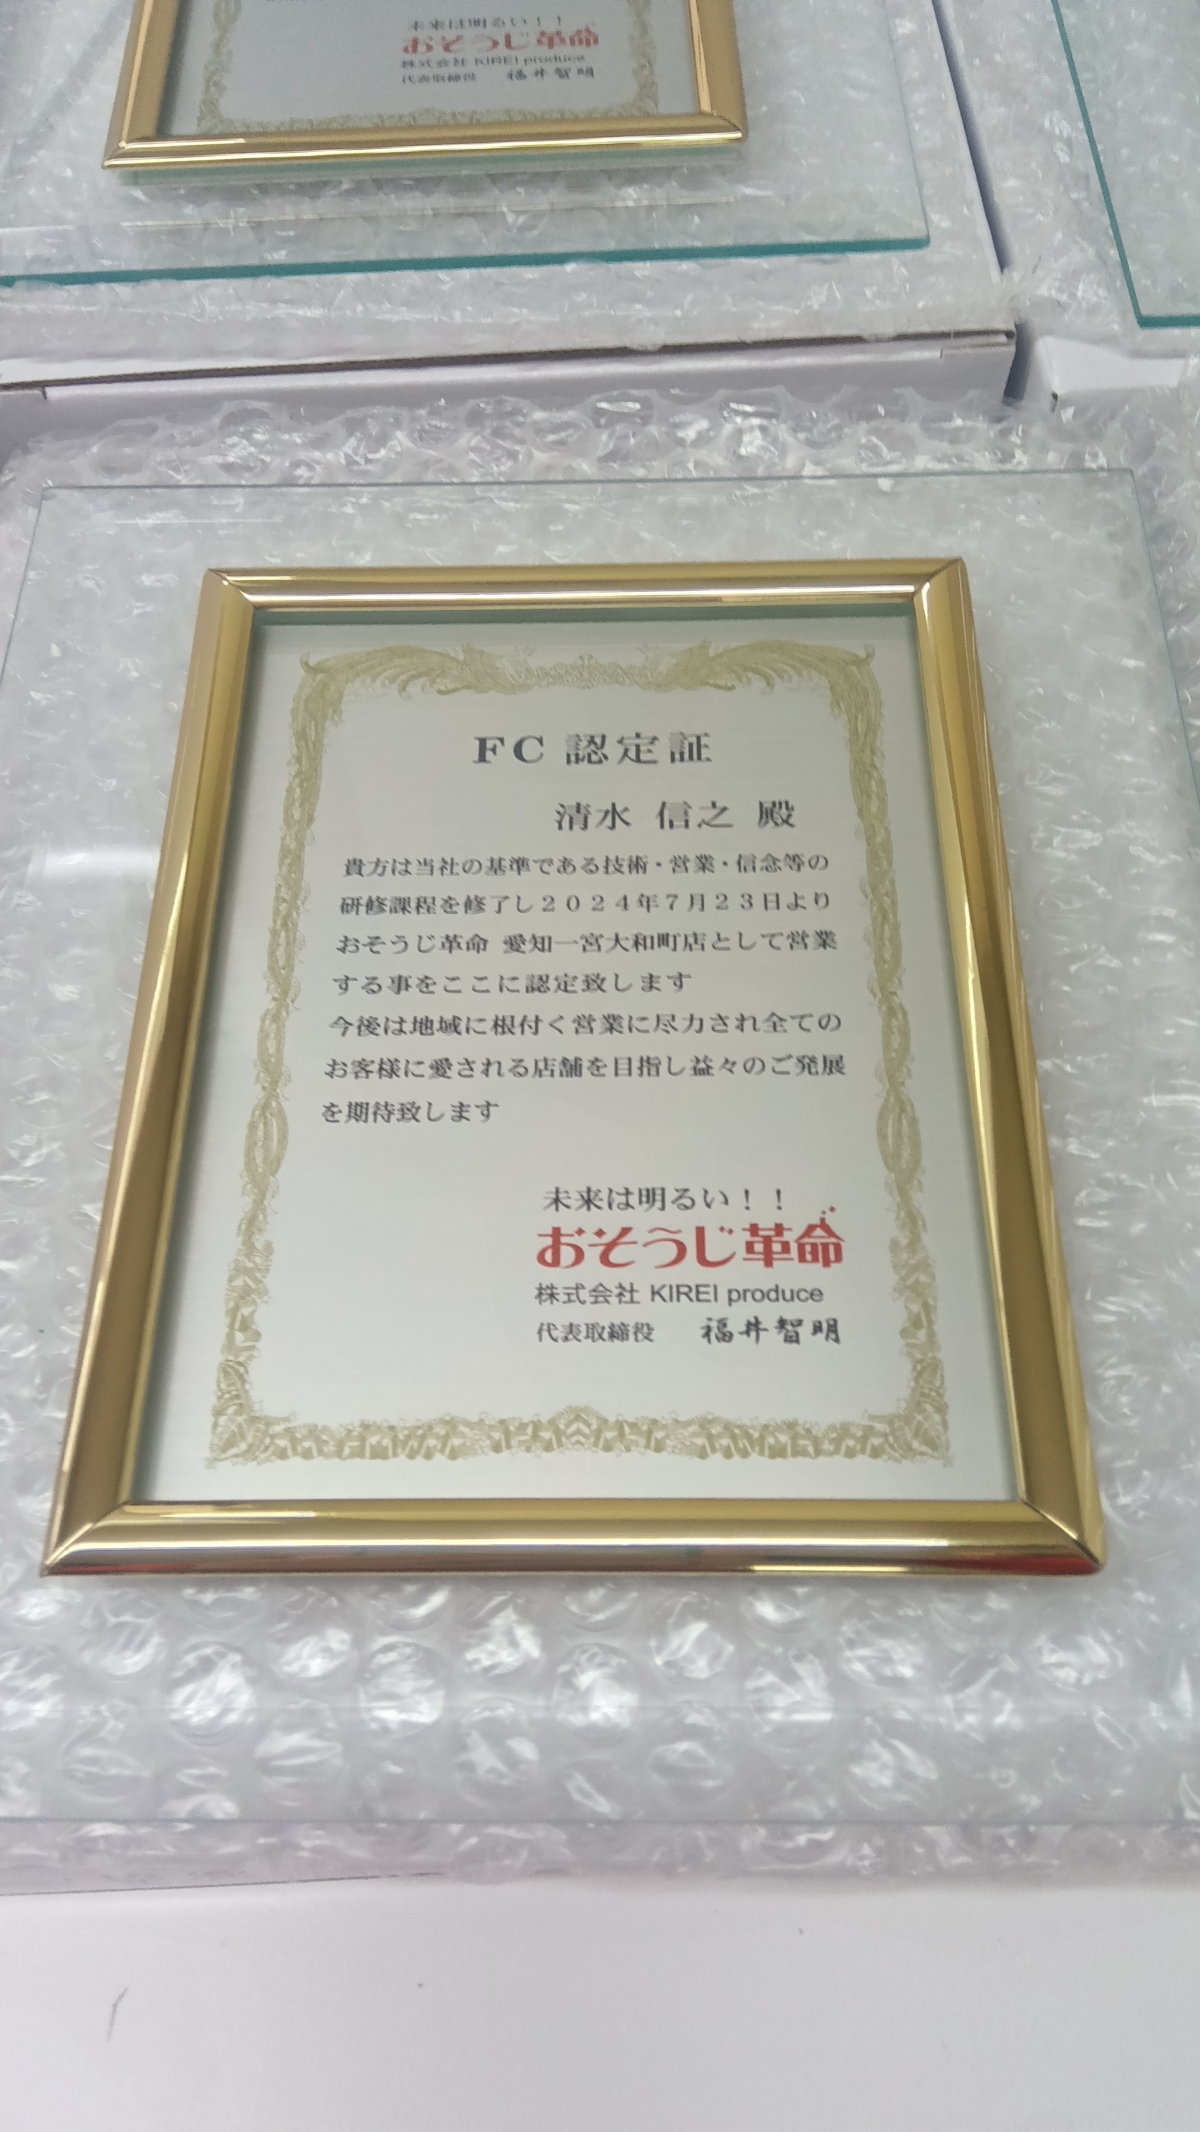 未来は明るい！！
おそうじ革命
株式会社 KIREI produce
代表取締役 福井智明
FC 認定証
清水 信之 殿
貴方は当社の基準である技術・営業・信念等の
研修課程を修了し２０２４年７月２３日より
おそうじ革命 愛知一宮大和町店として営業
する事をここに認定致します
今後は地域に根付く営業に尽力され全ての
お客様に愛される店舗を目指し益々のご発展
を期待致します
未来は明るい！！
おそうじ革命
株式会社 KIREI produce
代表取締役 福井智明